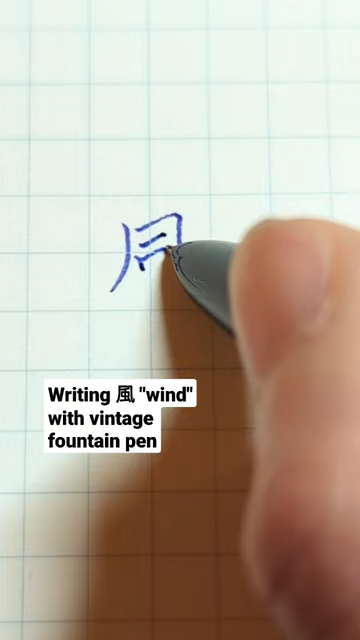 Writing 風 "wind"
with vintage
fountain pen